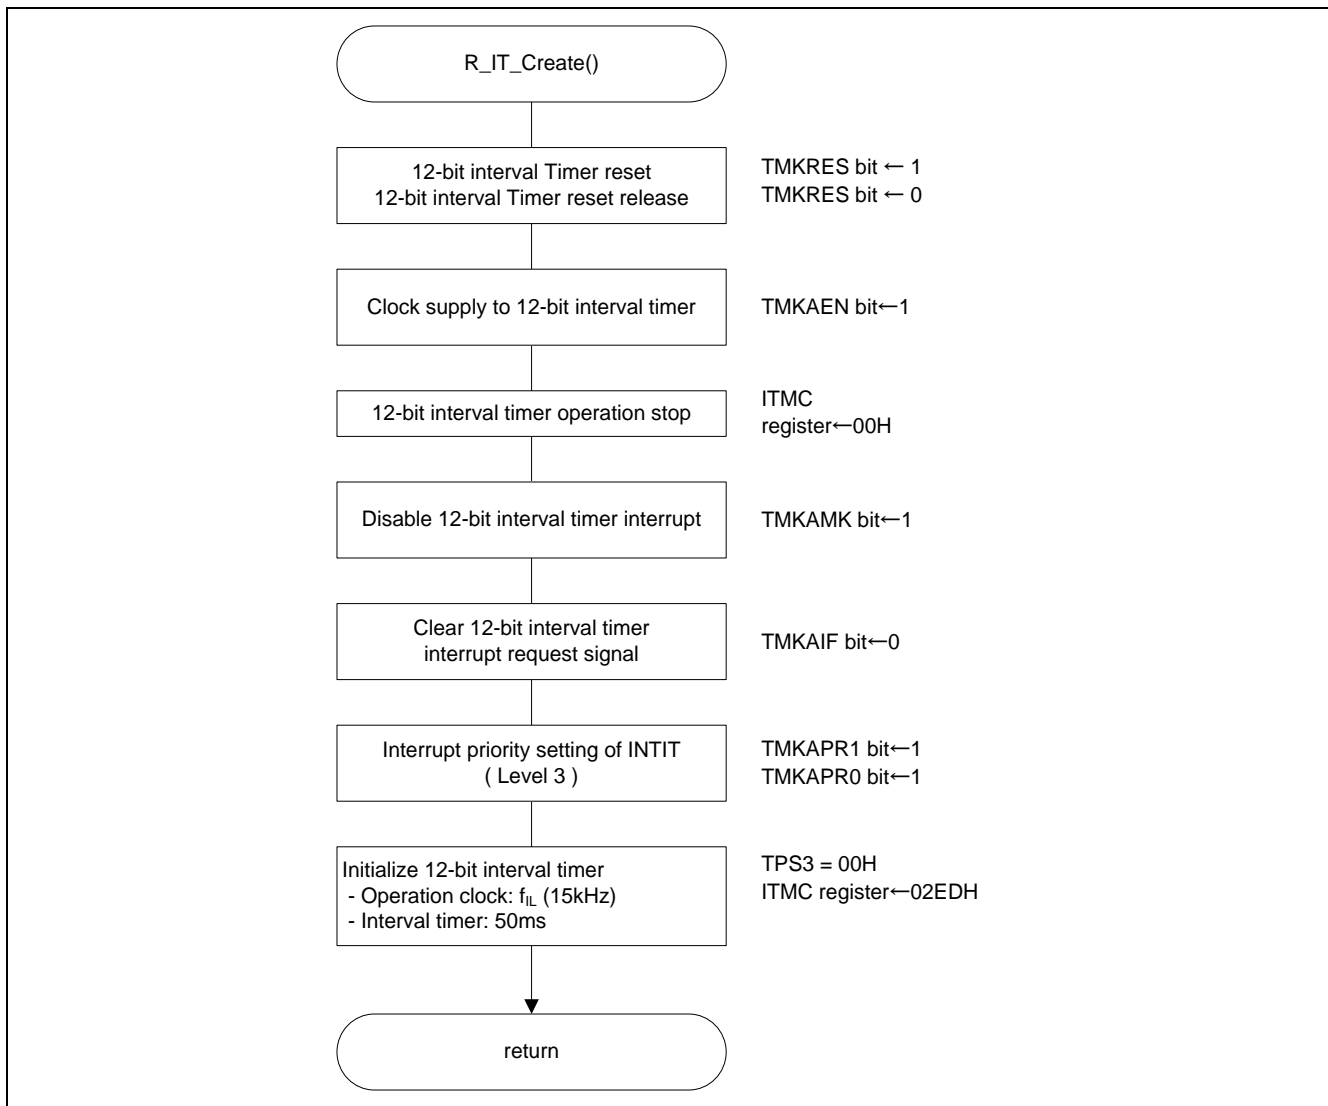 R_IT_Create()
12-bit interval Timer reset
12-bit interval Timer reset release
TMKRES bit ← 1
TMKRES bit ← 0
Clock supply to 12-bit interval timer
TMKAEN bit←1
12-bit interval timer operation stop
ITMC
register←00H
Disable 12-bit interval timer interrupt
TMKAMK bit←1
Clear 12-bit interval timer
interrupt request signal
TMKAIF bit←0
Interrupt priority setting of INTIT
( Level 3 )
TMKAPR1 bit←1
TMKAPR0 bit←1
Initialize 12-bit interval timer
- Operation clock: fIL (15kHz)
- Interval timer: 50ms
TPS3 = 00H
ITMC register←02EDH
return